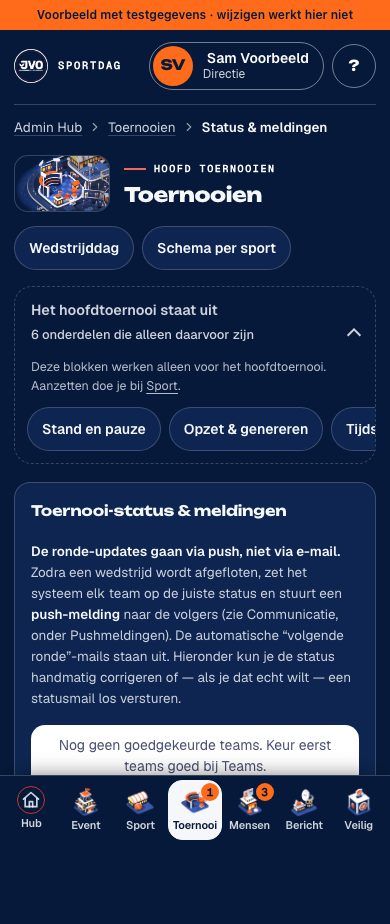 Voorbeeld met testgegevens · wijzigen werkt hier niet
JVO SPORTDAG
SV Sam Voorbeeld
Directie
?
Admin Hub > Toernooien > Status & meldingen
HOOFD TOERNOOIEN
Toernooien
Wedstrijddag
Schema per sport
Het hoofdtoernooi staat uit
6 onderdelen die alleen daarvoor zijn
Deze blokken werken alleen voor het hoofdtoernooi.
Aanzetten doe je bij Sport.
Stand en pauze
Opzet & genereren
Tijds
Toernooi-status & meldingen
De ronde-updates gaan via push, niet via e-mail.
Zodra een wedstrijd wordt afgefloten, zet het
systeem elk team op de juiste status en stuurt een
push-melding naar de volgers (zie Communicatie,
onder Pushmeldingen). De automatische “volgende
ronde”-mails staan uit. Hieronder kun je de status
handmatig corrigeren of — als je dat echt wilt — een
statusmail los versturen.
Nog geen goedgekeurde teams. Keur eerst
teams goed bij Teams.
1
3
Hub
Event
Sport
Toernooi
Mensen
Bericht
Veilig